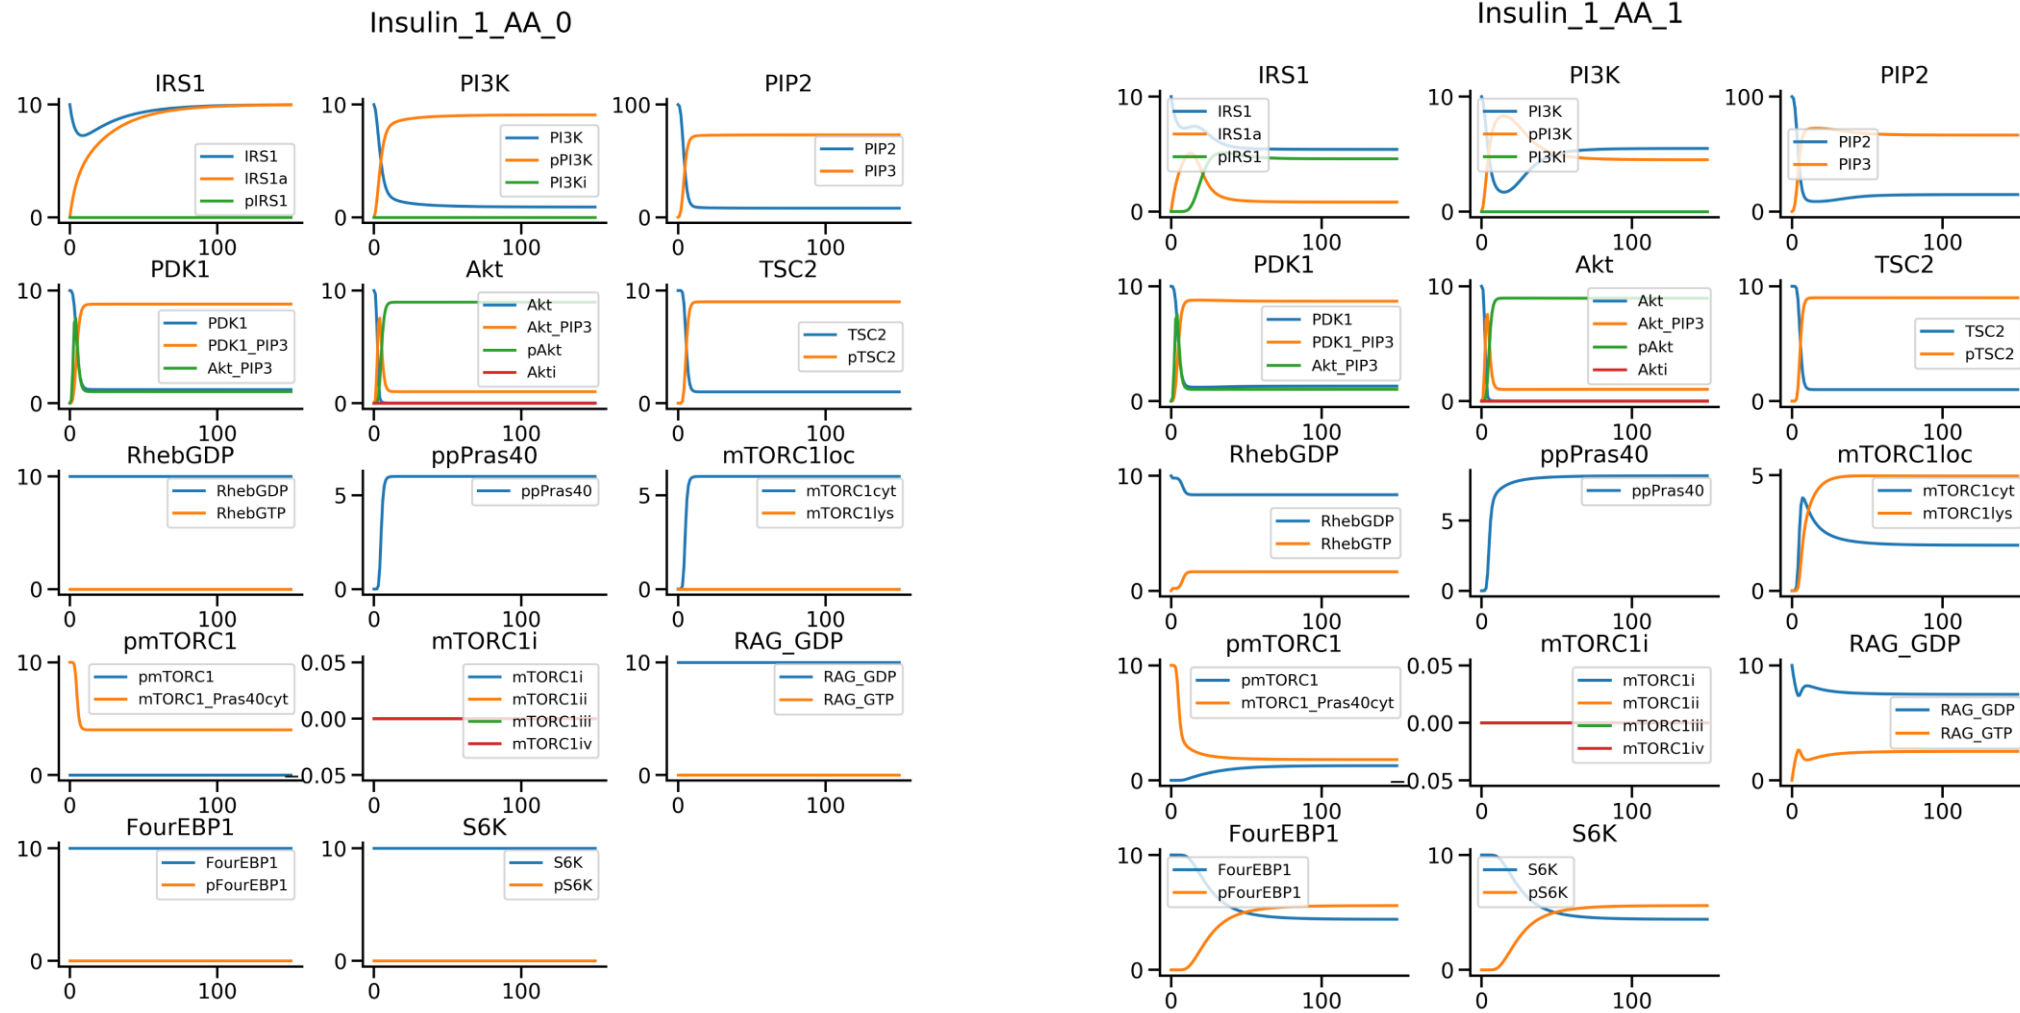 Insulin_1_AA_0
IRS1
PI3K
PIP2
10
0
0
100
IRS1
IRS1a
pIRS1
10
0
0
100
PI3K
pPI3K
PI3Ki
100
0
0
100
PIP2
PIP3
PDK1
Akt
TSC2
10
0
0
100
PDK1
PDK1_PIP3
Akt_PIP3
10
0
0
100
Akt
Akt_PIP3
pAkt
Akti
10
0
0
100
TSC2
pTSC2
RhebGDP
ppPras40
mTORC1loc
10
0
0
100
RhebGDP
RhebGTP
5
0
0
100
ppPras40
5
0
0
100
mTORC1cyt
mTORC1lys
pmTORC1
mTORC1i
RAG_GDP
10
0
0
100
pmTORC1
mTORC1_Pras40cyt
0.05
0.00
−0.05
0
100
mTORC1i
mTORC1ii
mTORC1iii
mTORC1iv
10
0
0
100
RAG_GDP
RAG_GTP
FourEBP1
S6K
10
0
0
100
FourEBP1
pFourEBP1
10
0
0
100
S6K
pS6K
Insulin_1_AA_1
IRS1
PI3K
PIP2
10
0
0
100
IRS1
IRS1a
pIRS1
10
0
0
100
PI3K
pPI3K
PI3Ki
100
0
0
100
PIP2
PIP3
PDK1
Akt
TSC2
10
0
0
100
PDK1
PDK1_PIP3
Akt_PIP3
10
0
0
100
Akt
Akt_PIP3
pAkt
Akti
10
0
0
100
TSC2
pTSC2
RhebGDP
ppPras40
mTORC1loc
10
0
0
100
RhebGDP
RhebGTP
5
0
0
100
ppPras40
5
0
0
100
mTORC1cyt
mTORC1lys
pmTORC1
mTORC1i
RAG_GDP
10
0
0
100
pmTORC1
mTORC1_Pras40cyt
0.05
0.00
−0.05
0
100
mTORC1i
mTORC1ii
mTORC1iii
mTORC1iv
10
0
0
100
RAG_GDP
RAG_GTP
FourEBP1
S6K
10
0
0
100
FourEBP1
pFourEBP1
10
0
0
100
S6K
pS6K